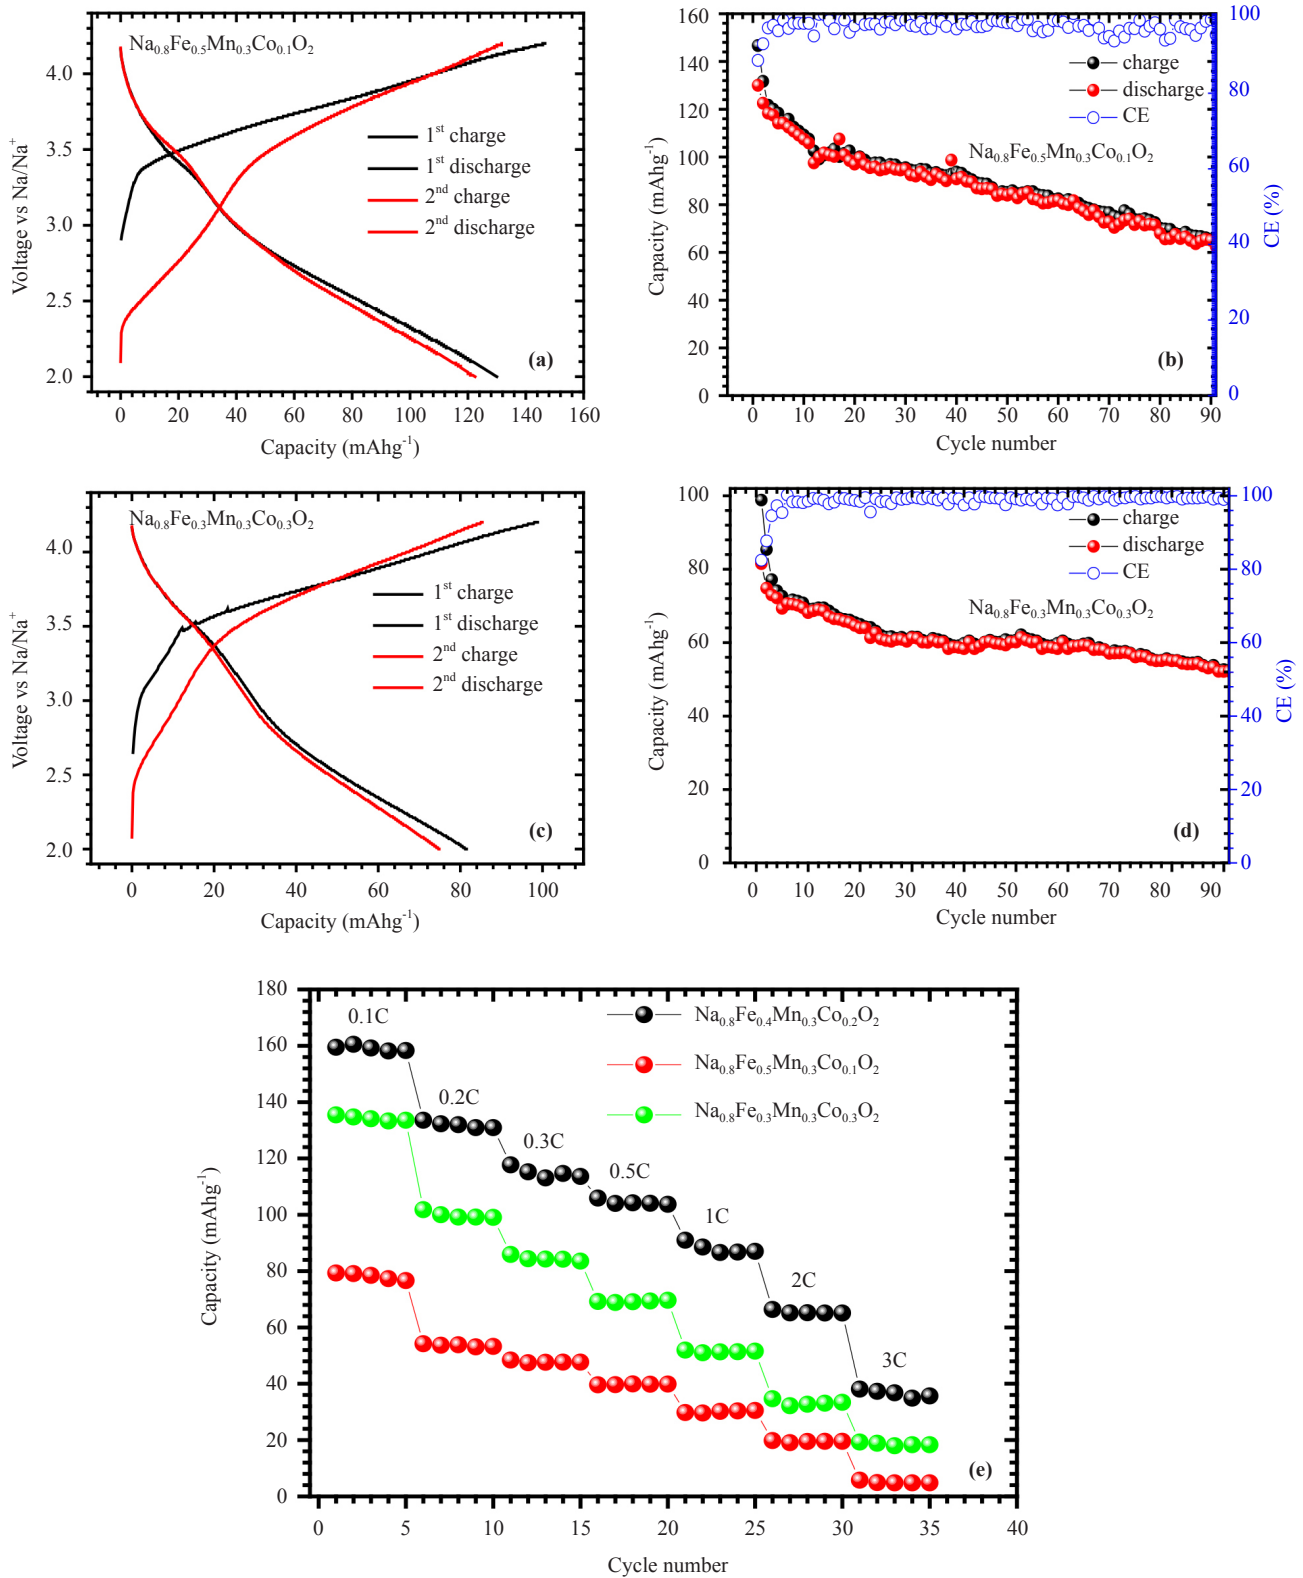 Na0.8Fe0.5Mn0.3Co0.1O2
4.0
3.5
3.0
2.5
2.0
Voltage vs Na/Na+
1st charge
1st discharge
2nd charge
2nd discharge
(a)
0 20 40 60 80 100 120 140 160
Capacity (mAhg-1)
160
140
120
100
80
60
40
20
0
Capacity (mAhg-1)
charge
discharge
CE
Na0.8Fe0.5Mn0.3Co0.1O2
(b)
100
80
60
40
20
0
CE (%)
0 10 20 30 40 50 60 70 80 90
Cycle number
Na0.8Fe0.3Mn0.3Co0.3O2
4.0
3.5
3.0
2.5
2.0
Voltage vs Na/Na+
1st charge
1st discharge
2nd charge
2nd discharge
(c)
0 20 40 60 80 100
Capacity (mAhg-1)
100
80
60
40
20
0
Capacity (mAhg-1)
charge
discharge
CE
Na0.8Fe0.3Mn0.3Co0.3O2
(d)
100
80
60
40
20
0
CE (%)
0 10 20 30 40 50 60 70 80 90
Cycle number
180
160
140
120
100
80
60
40
20
0
Capacity (mAhg-1)
Na0.8Fe0.4Mn0.3Co0.2O2
Na0.8Fe0.5Mn0.3Co0.1O2
Na0.8Fe0.3Mn0.3Co0.3O2
0.1C
0.2C
0.3C
0.5C
1C
2C
3C
(e)
0 5 10 15 20 25 30 35 40
Cycle number